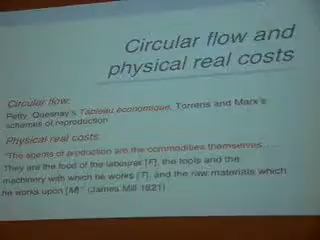 Circular flow and
physical real costs
Circular flow:
Petty, Quesnay's Tableau économique, Torrens and Marx's
schemes of reproduction
Physical real costs:
"The agents of production are the commodities themselves ...
They are the food of the labourer [F], the tools and the
machinery with which he works [T], and the raw materials which
he works upon [M]" (James Mill 1821)